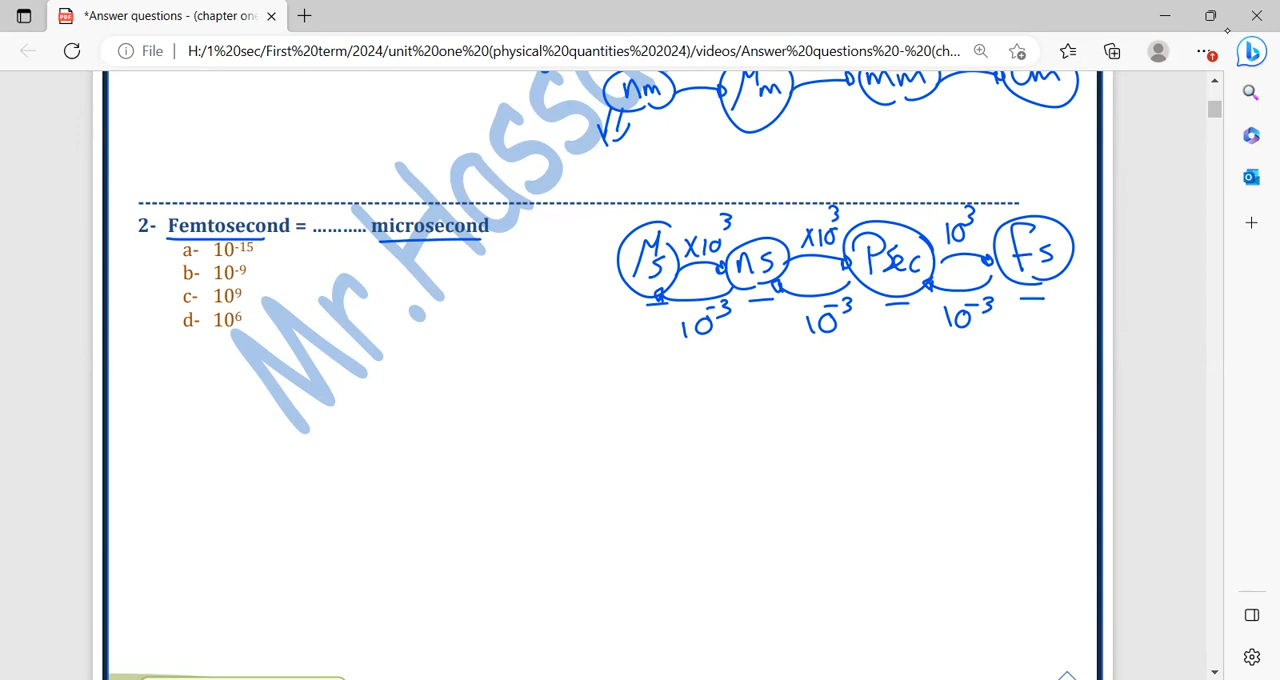 *Answer questions - (chapter one
File H:/1%20sec/First%20term/2024/unit%20one%20(physical%20quantities%202024)/videos/Answer%20questions%20-%20(ch...
nm μm mm cm
Mr.Hass
2- Femtosecond = ........... microsecond
a- 10⁻¹⁵
b- 10⁻⁹
c- 10⁹
d- 10⁶
μs ×10³ ns ×10³ Psec 10³ Fs
10⁻³ 10⁻³ 10⁻³